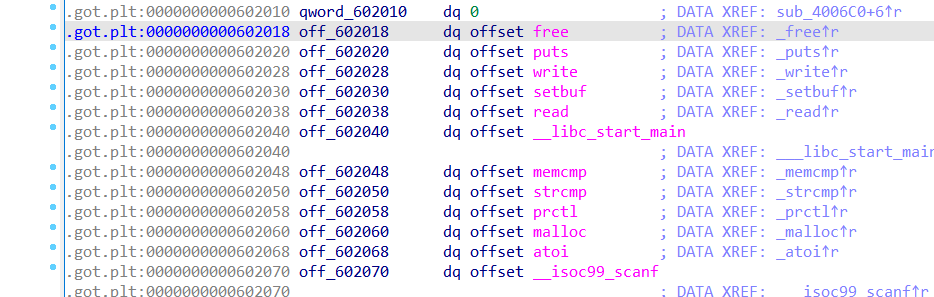 .got.plt:0000000000602010 qword_602010 dq 0 ; DATA XREF: sub_4006C0+6↑r
.got.plt:0000000000602018 off_602018 dq offset free ; DATA XREF: _free↑r
.got.plt:0000000000602020 off_602020 dq offset puts ; DATA XREF: _puts↑r
.got.plt:0000000000602028 off_602028 dq offset write ; DATA XREF: _write↑r
.got.plt:0000000000602030 off_602030 dq offset setbuf ; DATA XREF: _setbuf↑r
.got.plt:0000000000602038 off_602038 dq offset read ; DATA XREF: _read↑r
.got.plt:0000000000602040 off_602040 dq offset __libc_start_main
.got.plt:0000000000602040 ; DATA XREF: ___libc_start_main
.got.plt:0000000000602048 off_602048 dq offset memcmp ; DATA XREF: _memcmp↑r
.got.plt:0000000000602050 off_602050 dq offset strcmp ; DATA XREF: _strcmp↑r
.got.plt:0000000000602058 off_602058 dq offset prctl ; DATA XREF: _prctl↑r
.got.plt:0000000000602060 off_602060 dq offset malloc ; DATA XREF: _malloc↑r
.got.plt:0000000000602068 off_602068 dq offset atoi ; DATA XREF: _atoi↑r
.got.plt:0000000000602070 off_602070 dq offset __isoc99_scanf
.got.plt:0000000000602070 ; DATA XREF: ___isoc99_scanf↑r